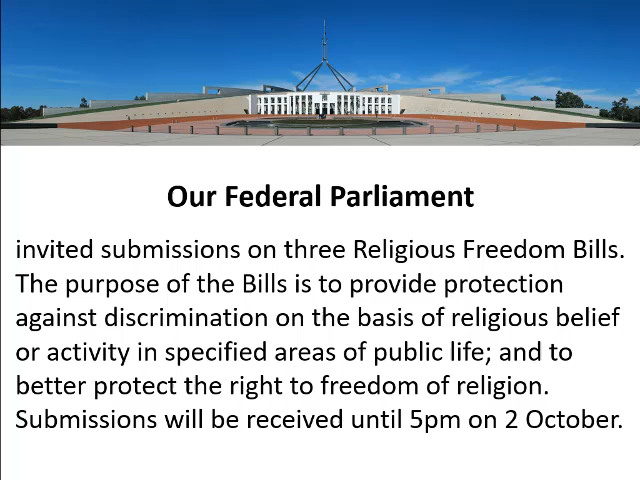 Our Federal Parliament
invited submissions on three Religious Freedom Bills.
The purpose of the Bills is to provide protection
against discrimination on the basis of religious belief
or activity in specified areas of public life; and to
better protect the right to freedom of religion.
Submissions will be received until 5pm on 2 October.